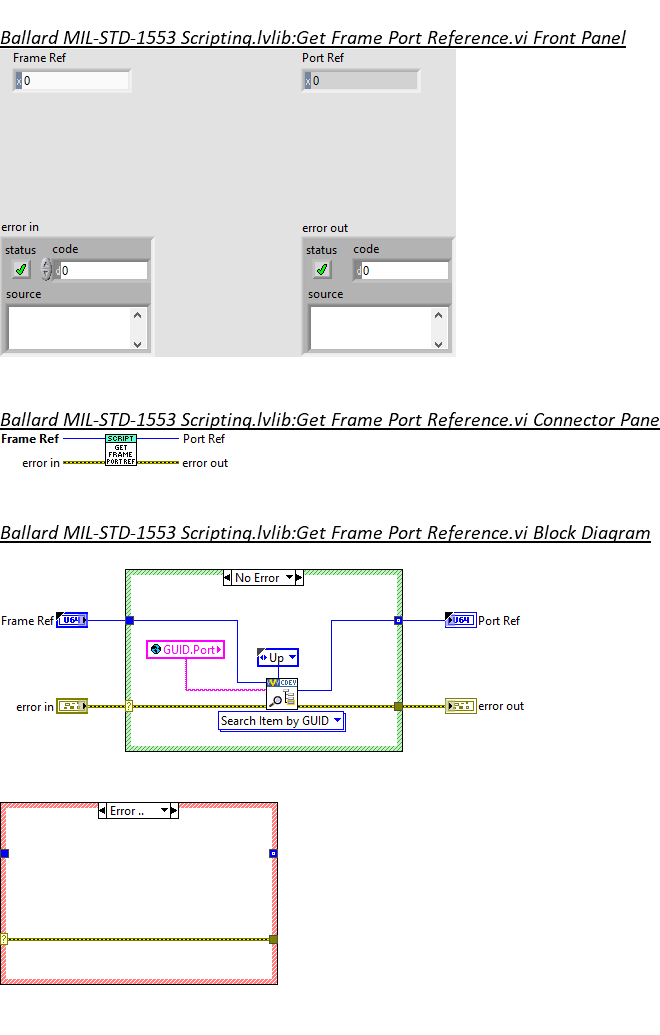 Ballard MIL-STD-1553 Scripting.lvlib:Get Frame Port Reference.vi Front Panel
Frame Ref
Port Ref
x 0
x 0
error in
error out
status code
status code
d 0
d 0
source
source
Ballard MIL-STD-1553 Scripting.lvlib:Get Frame Port Reference.vi Connector Pane
Frame Ref
SCRIPT
GET
FRAME
PORT REF
Port Ref
error in
error out
Ballard MIL-STD-1553 Scripting.lvlib:Get Frame Port Reference.vi Block Diagram
No Error
Frame Ref
U64
U64
Port Ref
GUID.Port
Up
CDEV
error in
?
error out
Search Item by GUID
Error ..
?